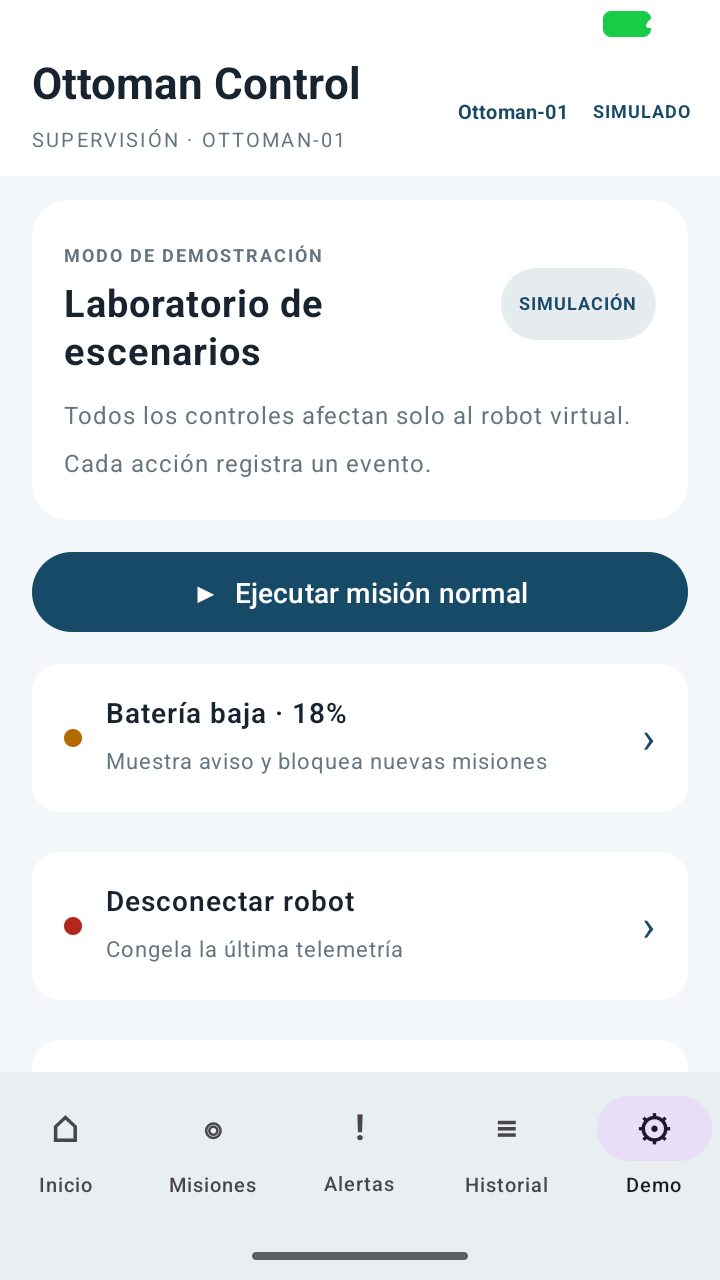 Ottoman Control
SUPERVISIÓN · OTTOMAN-01
Ottoman-01 SIMULADO
MODO DE DEMOSTRACIÓN
Laboratorio de
escenarios
SIMULACIÓN
Todos los controles afectan solo al robot virtual.
Cada acción registra un evento.
► Ejecutar misión normal
Batería baja · 18%
Muestra aviso y bloquea nuevas misiones
Desconectar robot
Congela la última telemetría
Inicio
Misiones
Alertas
Historial
Demo